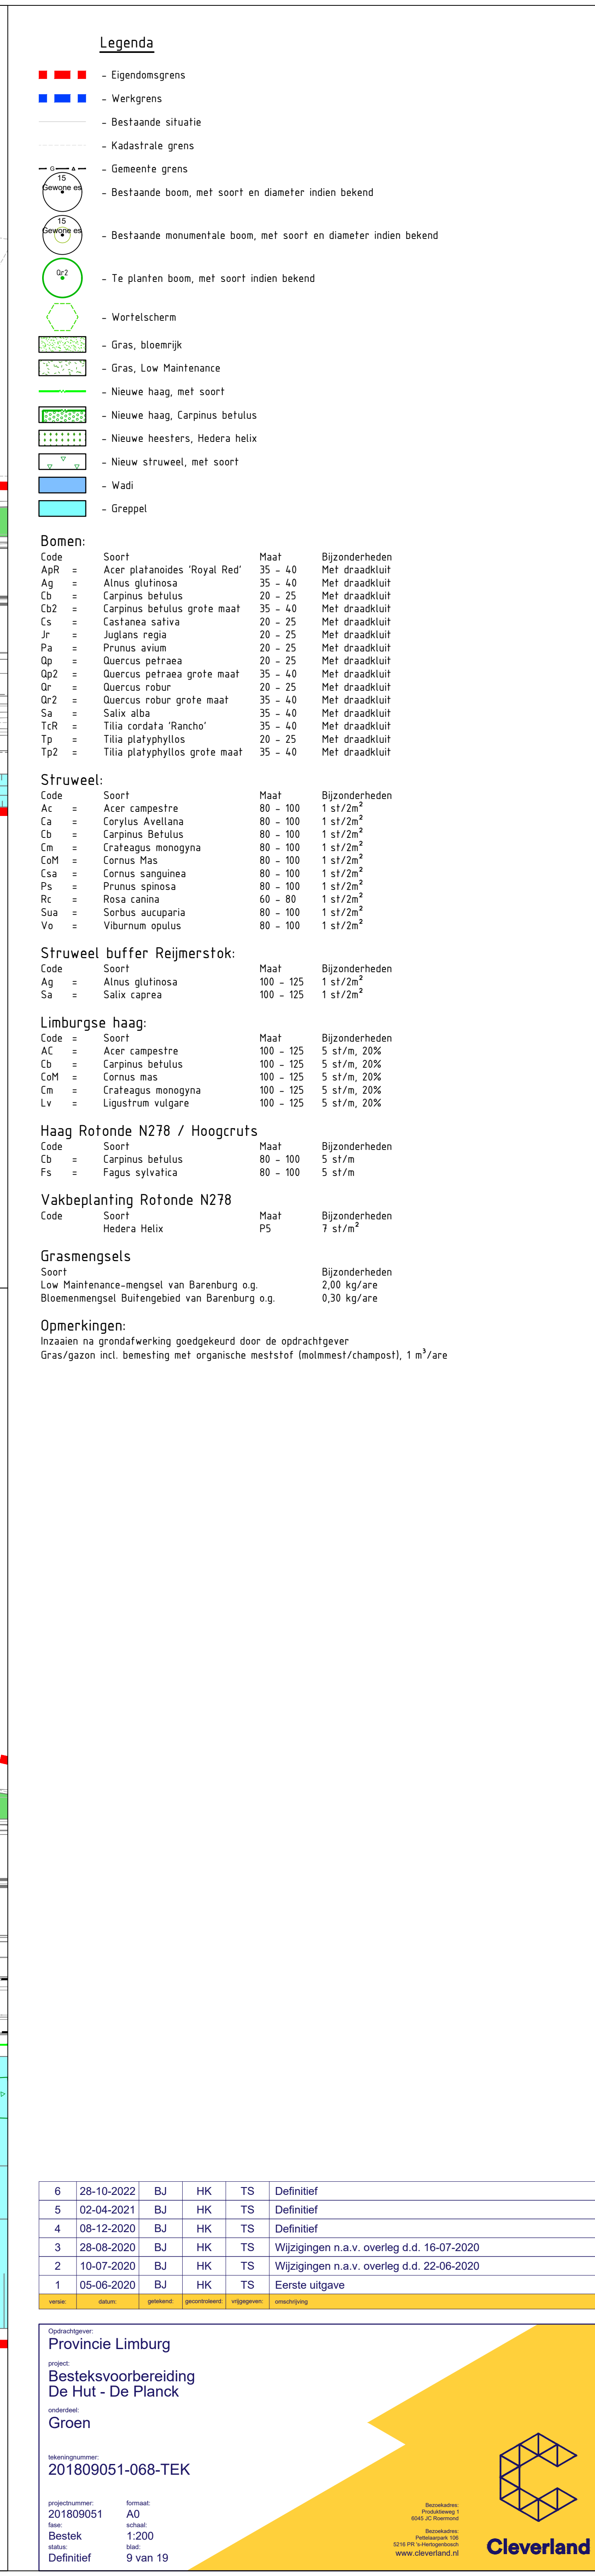 Legenda
- Eigendomsgrens
- Werkgrens
- Bestaande situatie
- Kadastrale grens
G - Gemeente grens
15
Gewone es
- Bestaande boom, met soort en diameter indien bekend
15
Gewone es
- Bestaande monumentale boom, met soort en diameter indien bekend
Qr2
- Te planten boom, met soort indien bekend
- Wortelscherm
- Gras, bloemrijk
- Gras, Low Maintenance
- Nieuwe haag, met soort
- Nieuwe haag, Carpinus betulus
- Nieuwe heesters, Hedera helix
- Nieuw struweel, met soort
- Wadi
- Greppel
Bomen:
Code Soort Maat Bijzonderheden
ApR = Acer platanoides 'Royal Red' 35 - 40 Met draadkluit
Ag = Alnus glutinosa 35 - 40 Met draadkluit
Cb = Carpinus betulus 20 - 25 Met draadkluit
Cb2 = Carpinus betulus grote maat 35 - 40 Met draadkluit
Cs = Castanea sativa 20 - 25 Met draadkluit
Jr = Juglans regia 20 - 25 Met draadkluit
Pa = Prunus avium 20 - 25 Met draadkluit
Qp = Quercus petraea 20 - 25 Met draadkluit
Qp2 = Quercus petraea grote maat 35 - 40 Met draadkluit
Qr = Quercus robur 20 - 25 Met draadkluit
Qr2 = Quercus robur grote maat 35 - 40 Met draadkluit
Sa = Salix alba 35 - 40 Met draadkluit
TcR = Tilia cordata 'Rancho' 35 - 40 Met draadkluit
Tp = Tilia platyphyllos 20 - 25 Met draadkluit
Tp2 = Tilia platyphyllos grote maat 35 - 40 Met draadkluit
Struweel:
Code Soort Maat Bijzonderheden
Ac = Acer campestre 80 - 100 1 st/2m²
Ca = Corylus Avellana 80 - 100 1 st/2m²
Cb = Carpinus Betulus 80 - 100 1 st/2m²
Cm = Crateagus monogyna 80 - 100 1 st/2m²
CoM = Cornus Mas 80 - 100 1 st/2m²
Csa = Cornus sanguinea 80 - 100 1 st/2m²
Ps = Prunus spinosa 80 - 100 1 st/2m²
Rc = Rosa canina 60 - 80 1 st/2m²
Sua = Sorbus aucuparia 80 - 100 1 st/2m²
Vo = Viburnum opulus 80 - 100 1 st/2m²
Struweel buffer Reijmerstok:
Code Soort Maat Bijzonderheden
Ag = Alnus glutinosa 100 - 125 1 st/2m²
Sa = Salix caprea 100 - 125 1 st/2m²
Limburgse haag:
Code = Soort Maat Bijzonderheden
AC = Acer campestre 100 - 125 5 st/m, 20%
Cb = Carpinus betulus 100 - 125 5 st/m, 20%
CoM = Cornus mas 100 - 125 5 st/m, 20%
Cm = Crateagus monogyna 100 - 125 5 st/m, 20%
Lv = Ligustrum vulgare 100 - 125 5 st/m, 20%
Haag Rotonde N278 / Hoogcruts
Code Soort Maat Bijzonderheden
Cb = Carpinus betulus 80 - 100 5 st/m
Fs = Fagus sylvatica 80 - 100 5 st/m
Vakbeplanting Rotonde N278
Code Soort Maat Bijzonderheden
Hedera Helix P5 7 st/m²
Grasmengsels
Soort Bijzonderheden
Low Maintenance-mengsel van Barenburg o.g. 2,00 kg/are
Bloemenmengsel Buitengebied van Barenburg o.g. 0,30 kg/are
Opmerkingen:
Inzaaien na grondafwerking goedgekeurd door de opdrachtgever
Gras/gazon incl. bemesting met organische meststof (molmmest/champost), 1 m³/are
6 28-10-2022 BJ HK TS Definitief
5 02-04-2021 BJ HK TS Definitief
4 08-12-2020 BJ HK TS Definitief
3 28-08-2020 BJ HK TS Wijzigingen n.a.v. overleg d.d. 16-07-2020
2 10-07-2020 BJ HK TS Wijzigingen n.a.v. overleg d.d. 22-06-2020
1 05-06-2020 BJ HK TS Eerste uitgave
versie: datum: getekend: gecontroleerd: vrijgegeven: omschrijving
Opdrachtgever:
Provincie Limburg
project:
Besteksvoorbereiding
De Hut - De Planck
onderdeel:
Groen
tekeningnummer:
201809051-068-TEK
projectnummer: formaat:
201809051 A0
fase: schaal:
Bestek 1:200
status: blad:
Definitief 9 van 19
Bezoekadres:
Produktieweg 1
6045 JC Roermond
Bezoekadres:
Pettelaarpark 106
5216 PR 's-Hertogenbosch
www.cleverland.nl
Cleverland